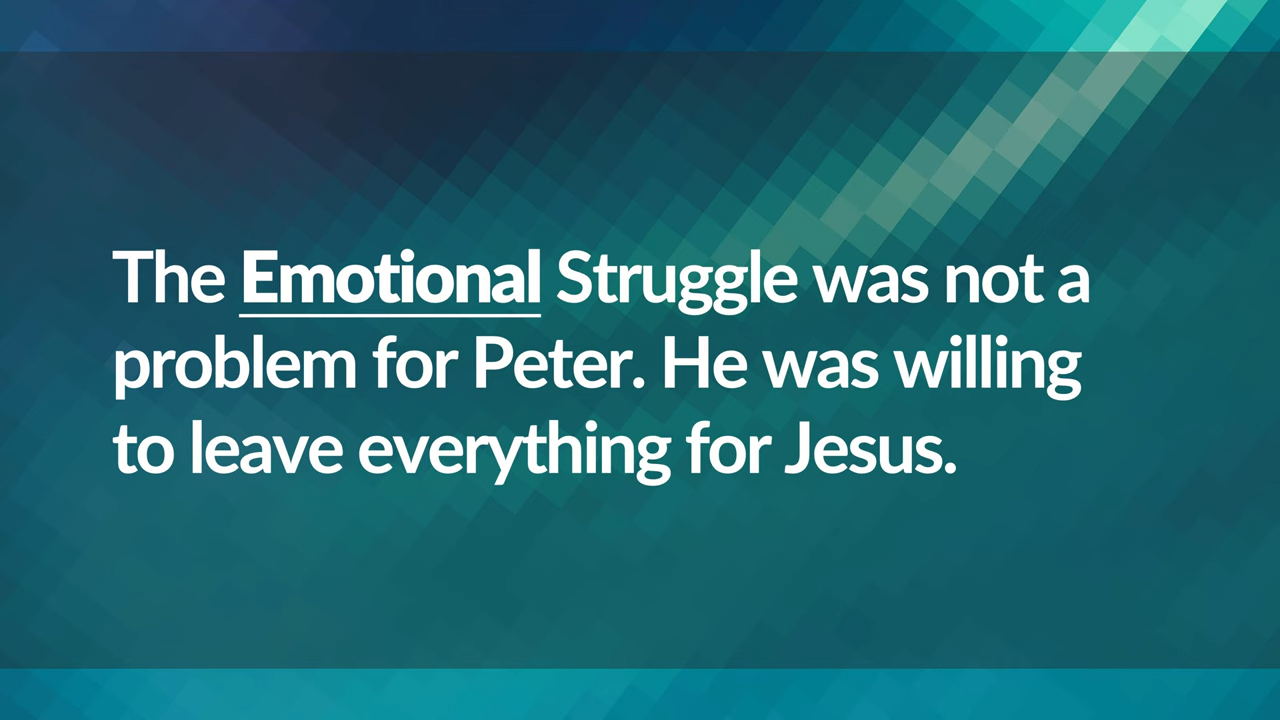 The Emotional Struggle was not a
problem for Peter. He was willing
to leave everything for Jesus.